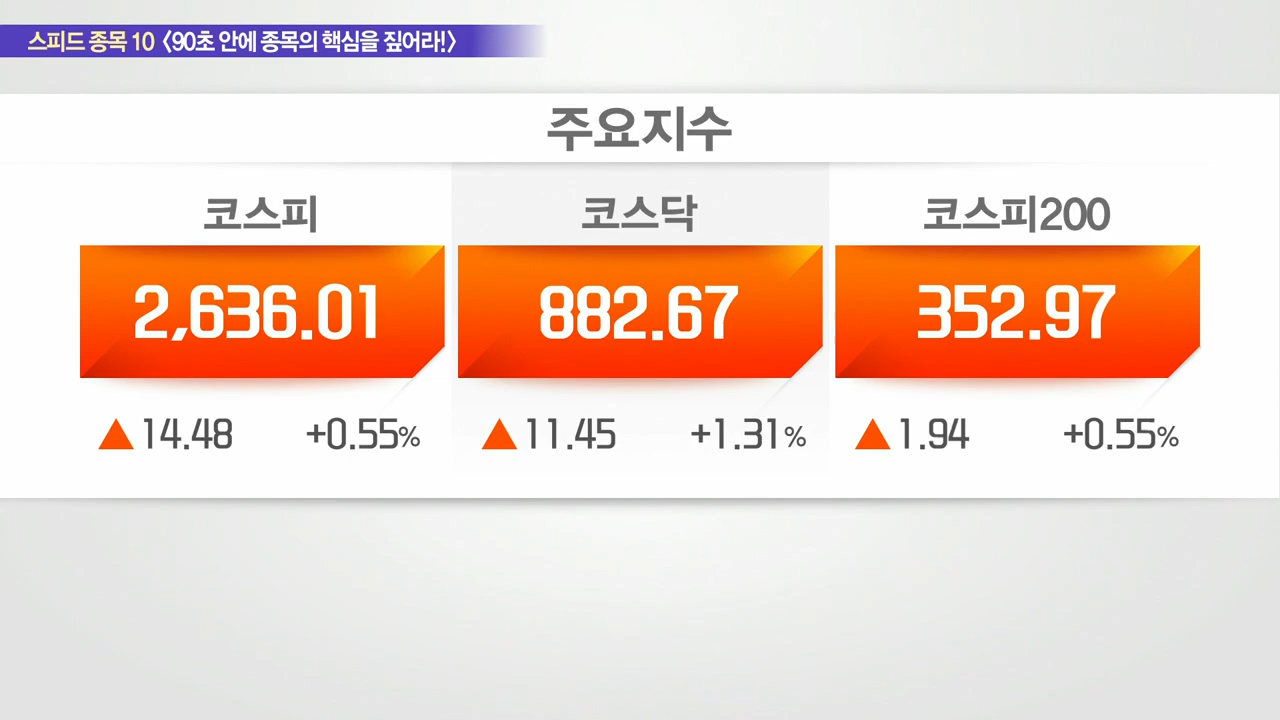 스피드 종목 10 〈90초 안에 종목의 핵심을 짚어라!〉
주요지수
코스피
2,636.01
▲14.48 +0.55%
코스닥
882.67
▲11.45 +1.31%
코스피200
352.97
▲1.94 +0.55%